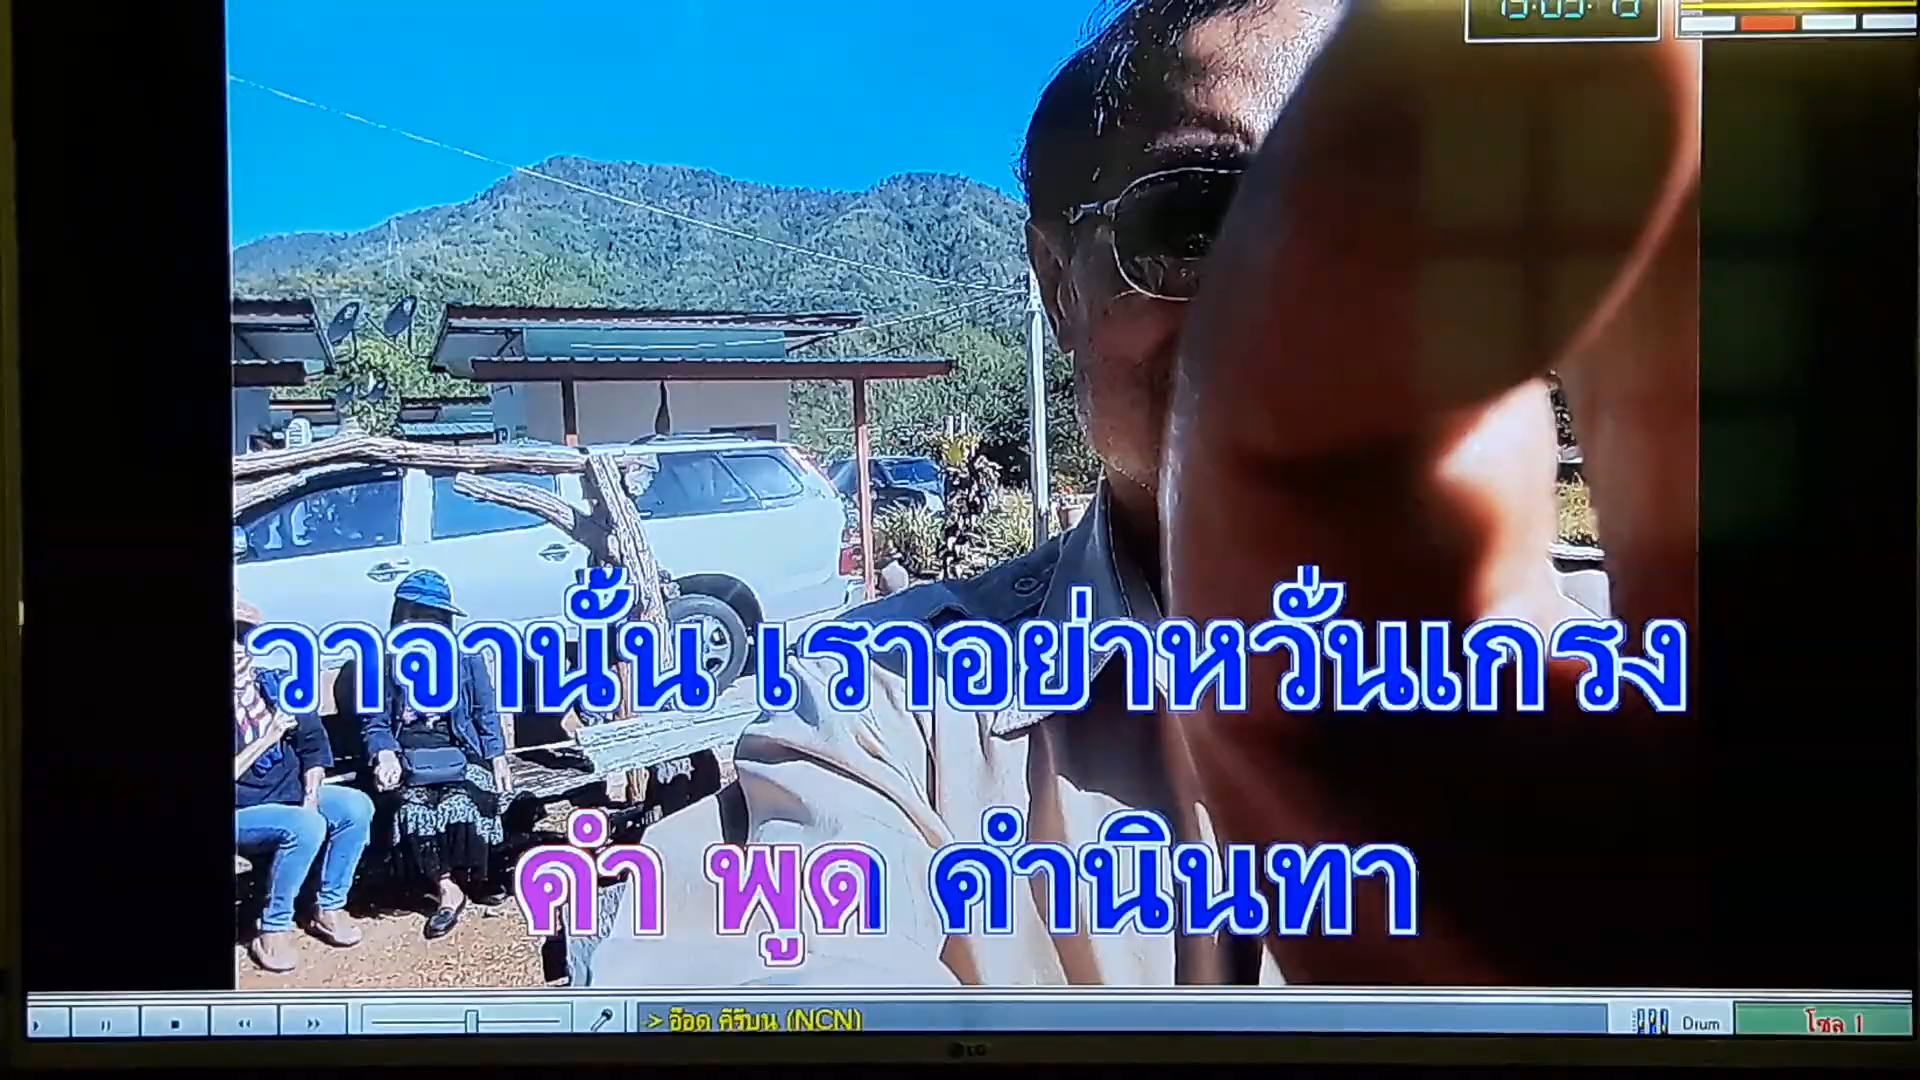 วาจานั้น เราอย่าหวั่นเกรง
คำ พูด คำนินทา
> อ๊อด คีรีบูน (NCN)
Drum
โซล 1
LG